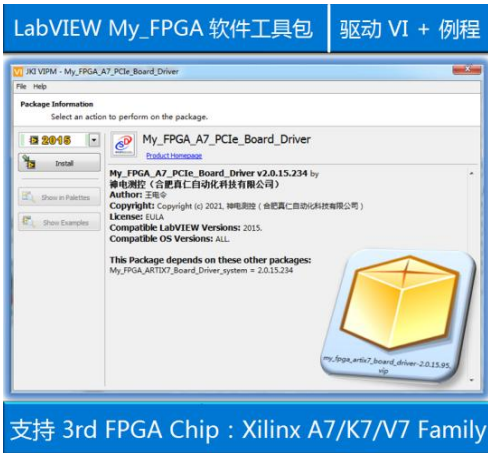 LabVIEW My_FPGA 软件工具包
驱动 VI + 例程
JKI VIPM - My_FPGA_A7_PCIe_Board_Driver
File Help
Package Information
Select an action to perform on the package.
2015
My_FPGA_A7_PCIe_Board_Driver
Product Homepage
Install
Show in Palettes
Show Examples
My_FPGA_A7_PCIe_Board_Driver v2.0.15.234 by
神电测控（合肥真仁自动化科技有限公司）
Author: 王电令
Copyright: Copyright (c) 2021, 神电测控（合肥真仁自动化科技有限公司）
License: EULA
Compatible LabVIEW Versions: 2015.
Compatible OS Versions: ALL.
This Package depends on these other packages:
My_FPGA_ARTIX7_Board_Driver_system = 2.0.15.234
my_fpga_artix7_board_driver-2.0.15.95.
vip
支持 3rd FPGA Chip：Xilinx A7/K7/V7 Family